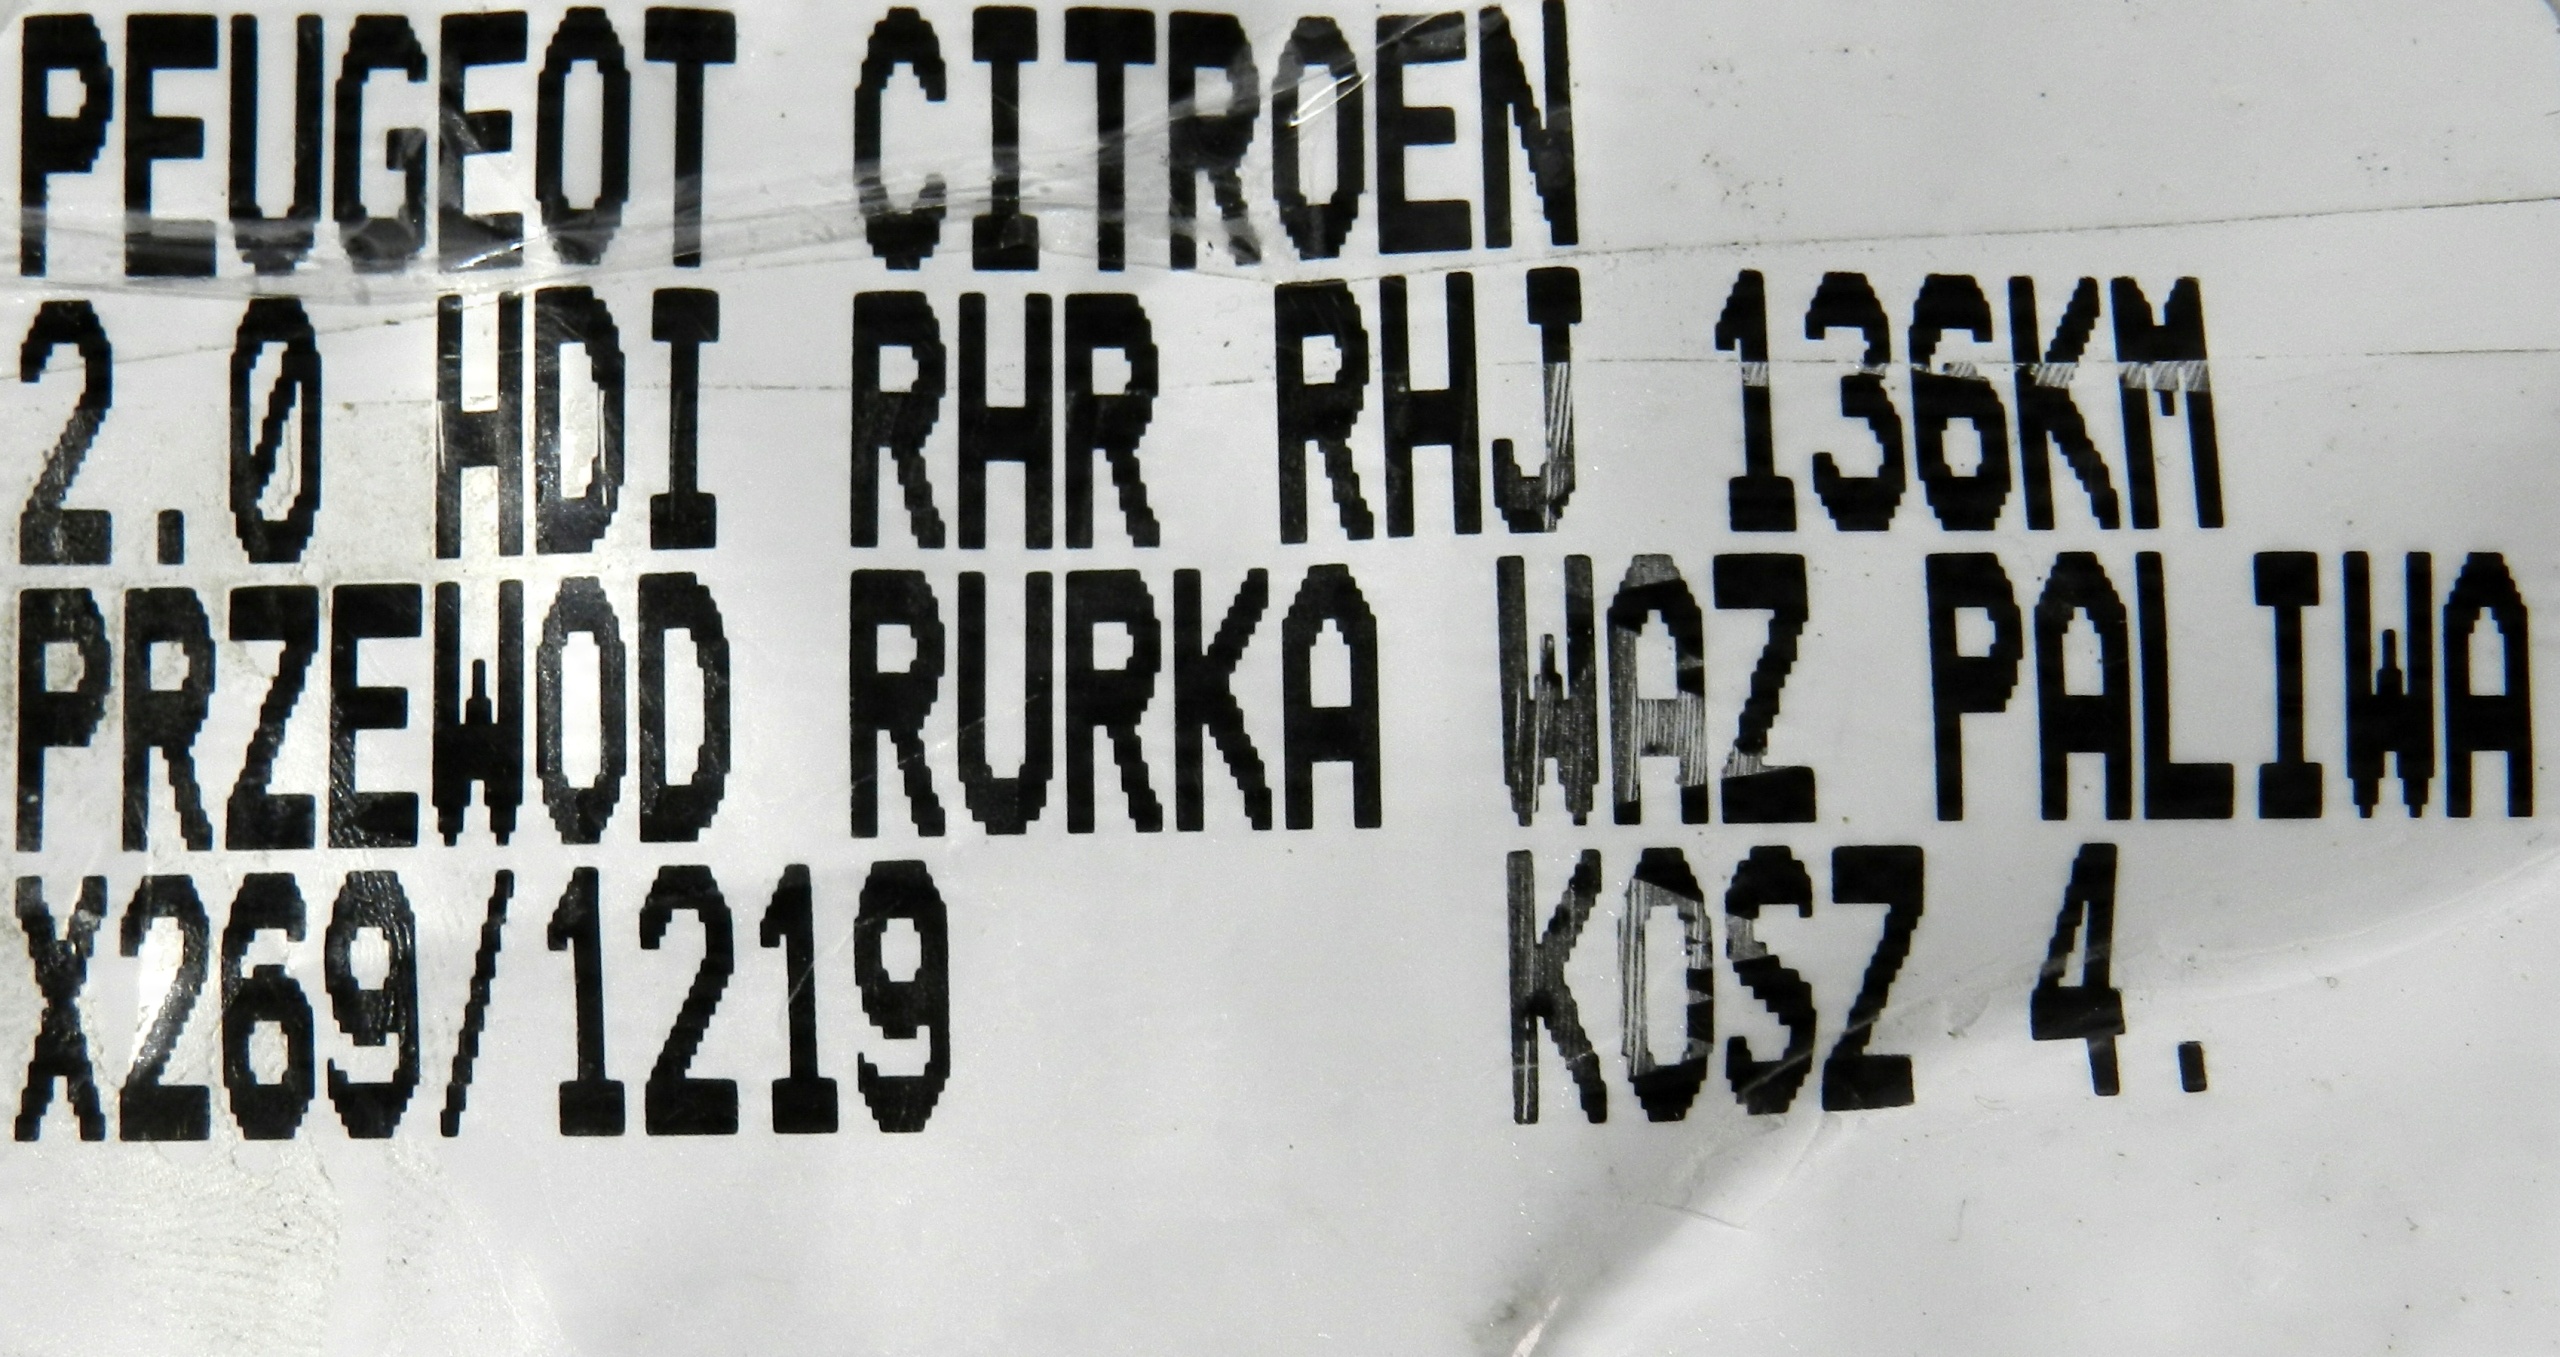 PEUGEOT CITROEN
2.0 HDI RHR RHJ 136KM
PRZEWOD RURKA WAZ PALIWA
X269/1219 KOSZ 4.